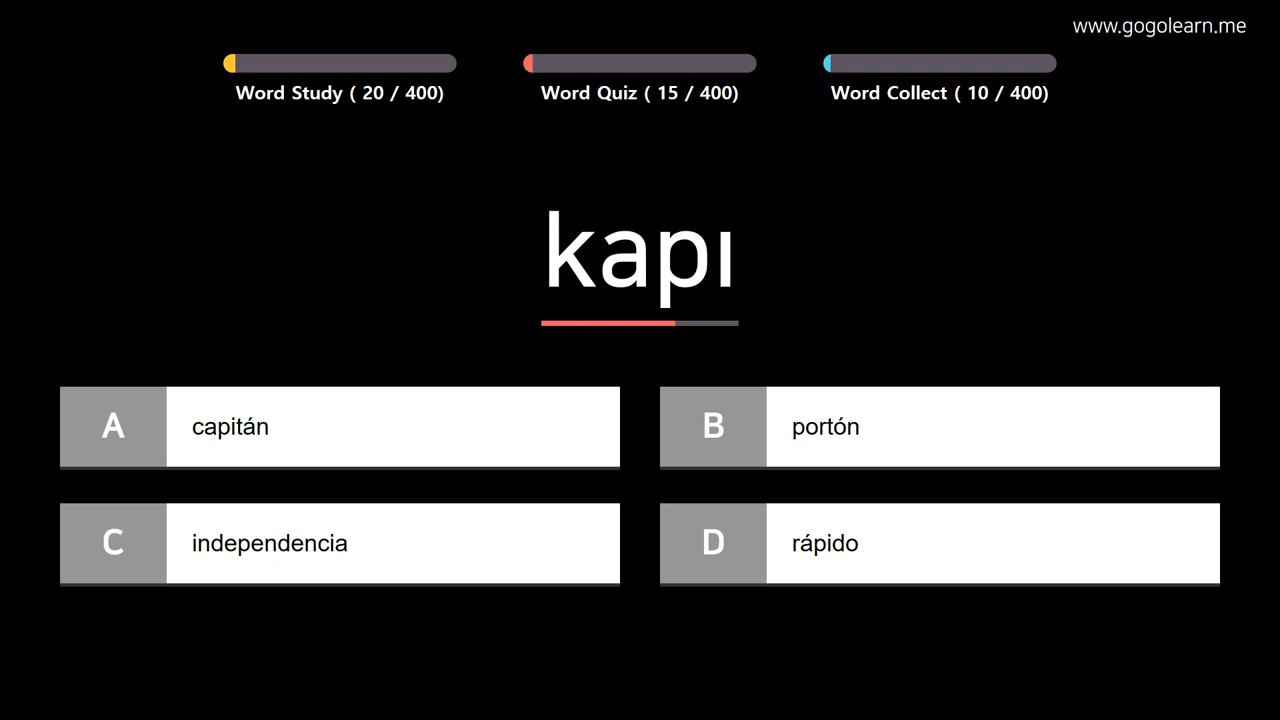 www.gogolearn.me
Word Study ( 20 / 400)
Word Quiz ( 15 / 400)
Word Collect ( 10 / 400)
kapı
A capitán
B portón
C independencia
D rápido